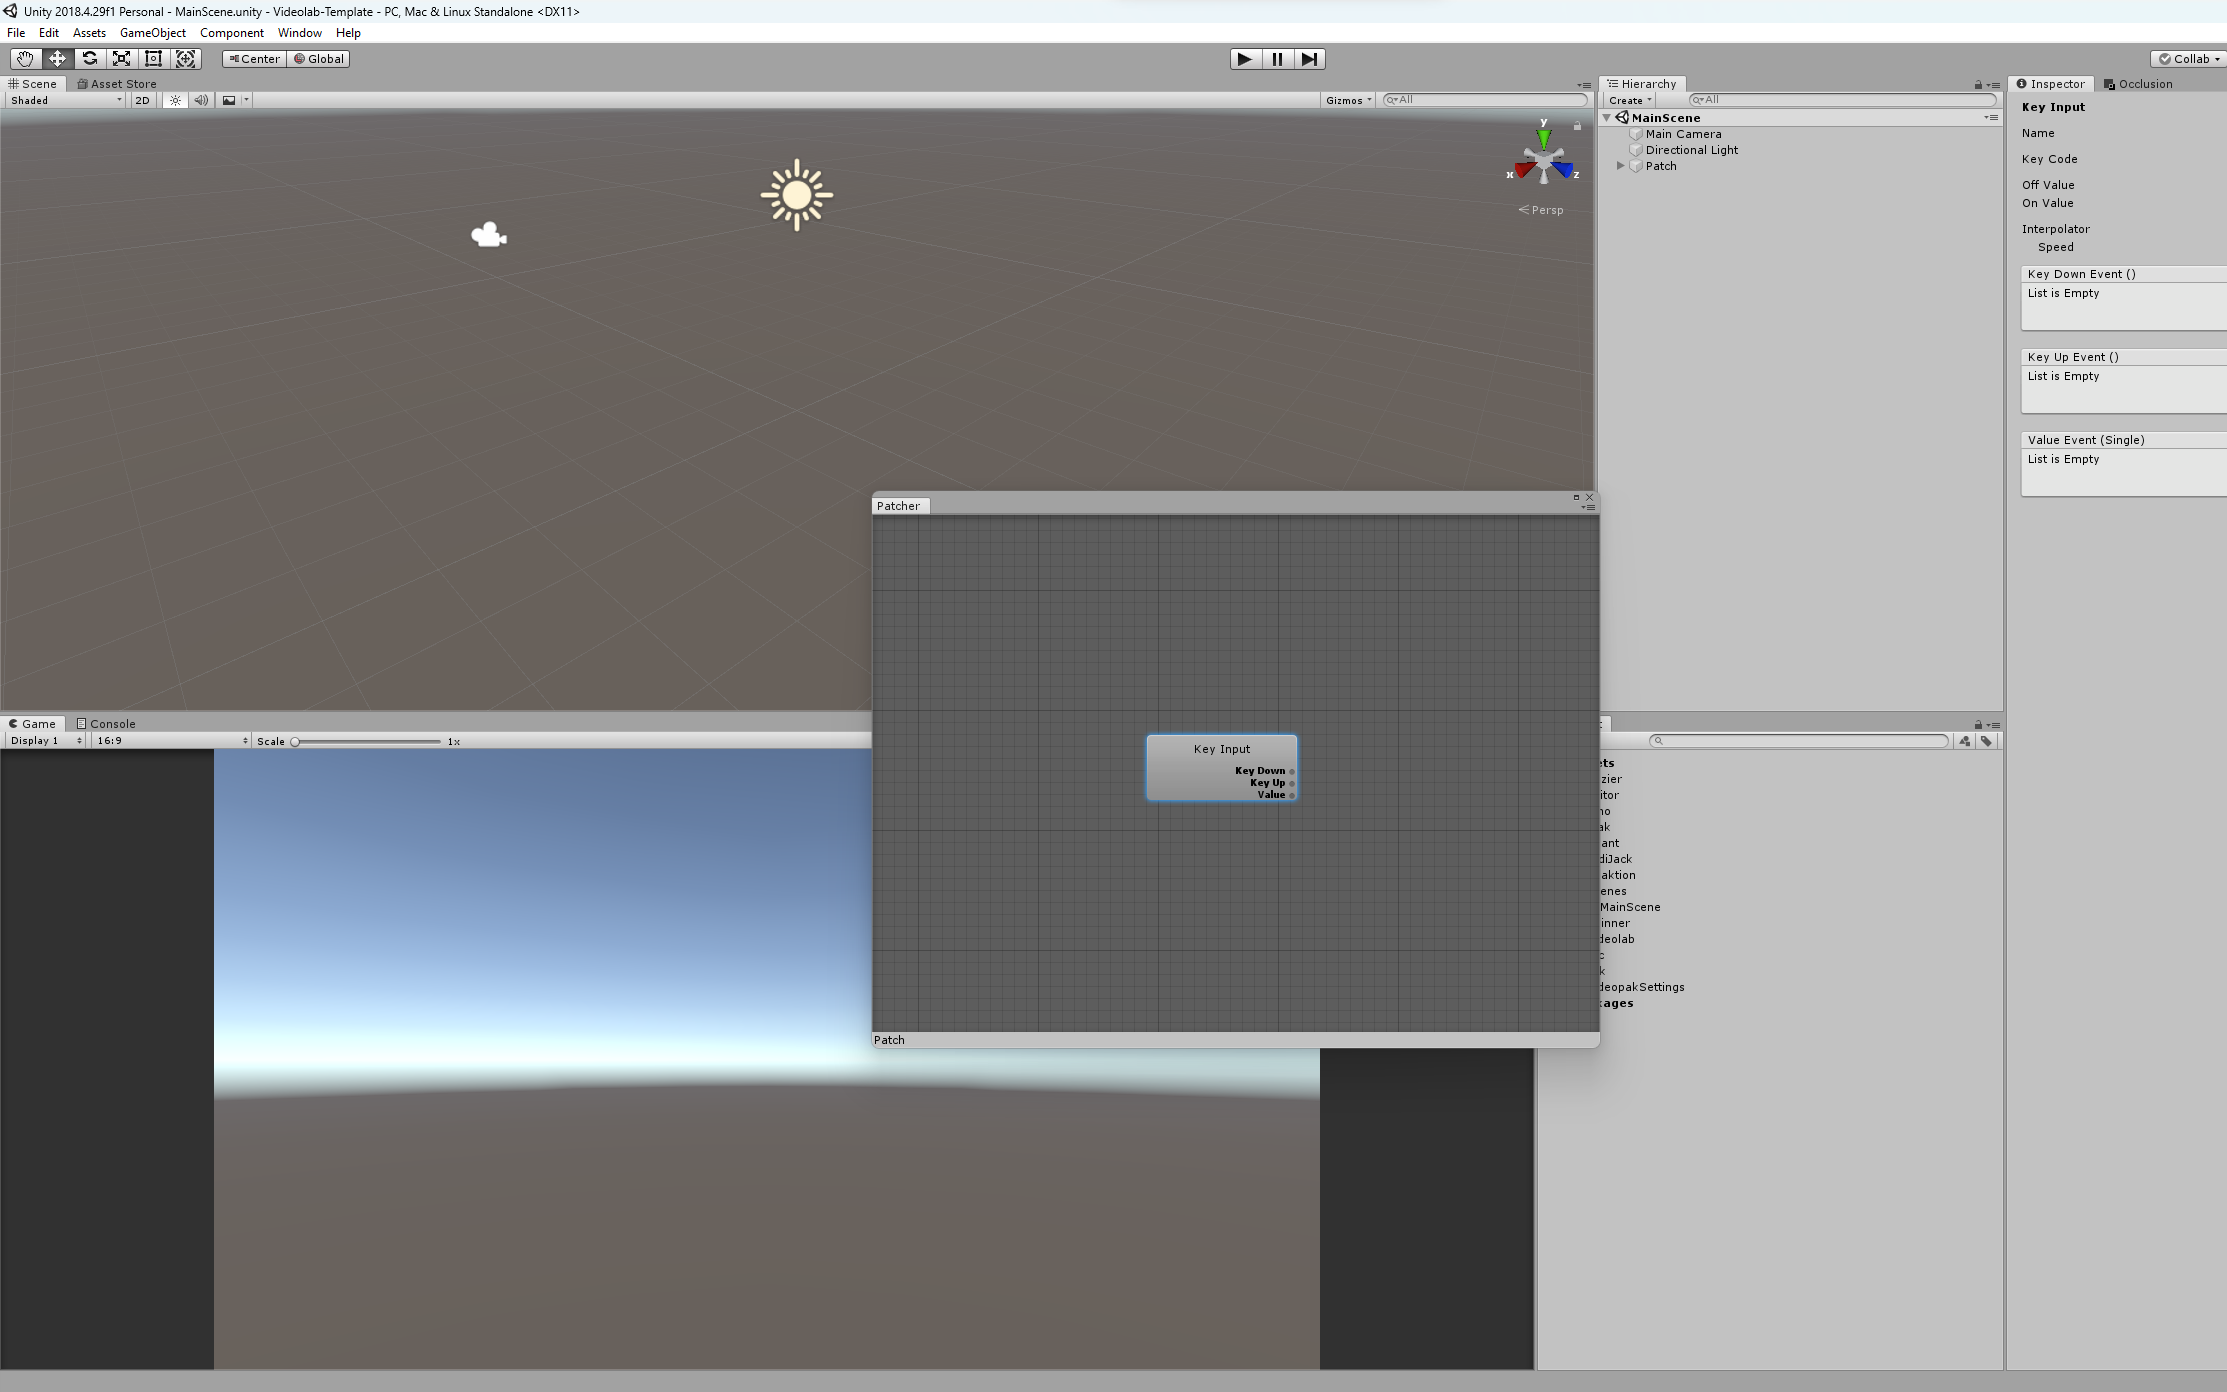 Unity 2018.4.29f1 Personal - MainScene.unity - Videolab-Template - PC, Mac & Linux Standalone <DX11>
File Edit Assets GameObject Component Window Help
Center Global
Collab
Scene Asset Store
Shaded 2D
Gizmos All
y
x z
Persp
Hierarchy
Create All
MainScene
Main Camera
Directional Light
Patch
Inspector Occlusion
Key Input
Name
Key Code
Off Value
On Value
Interpolator
Speed
Key Down Event ()
List is Empty
Key Up Event ()
List is Empty
Value Event (Single)
List is Empty
Patcher
Key Input
Key Down
Key Up
Value
Patch
Game Console
Display 1 16:9 Scale 1x
ets
zier
itor
no
ak
ant
diJack
aktion
enes
MainScene
inner
deolab
c
k
deopakSettings
kages